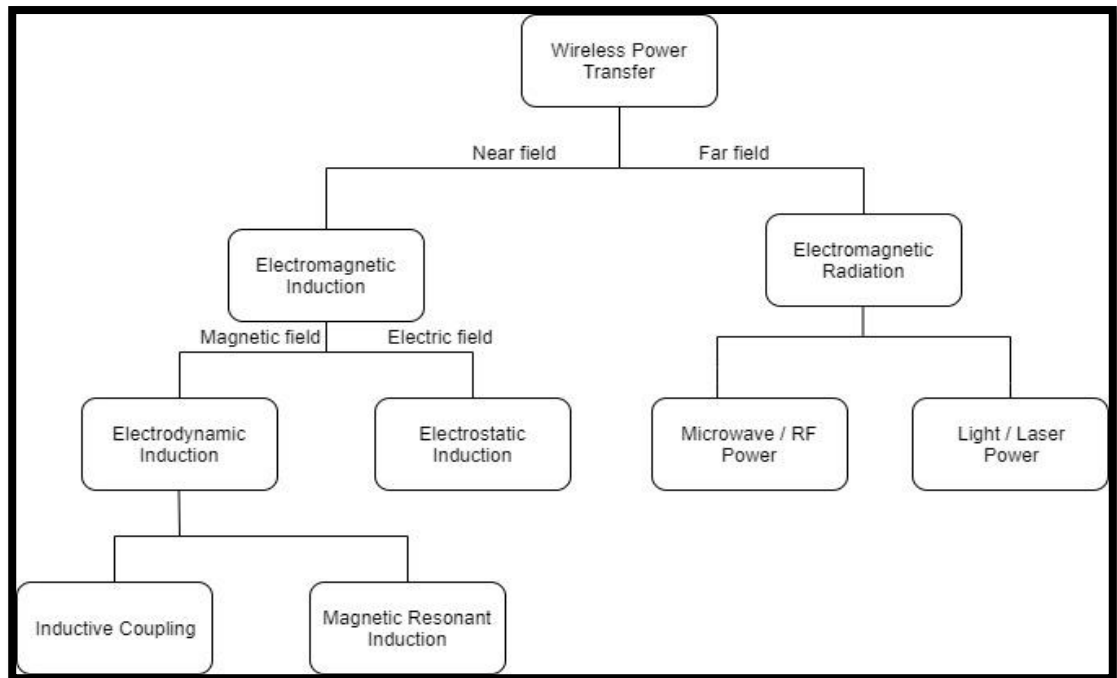 Wireless Power
Transfer
Near field
Far field
Electromagnetic
Induction
Electromagnetic
Radiation
Magnetic field
Electric field
Electrodynamic
Induction
Electrostatic
Induction
Microwave / RF
Power
Light / Laser
Power
Inductive Coupling
Magnetic Resonant
Induction